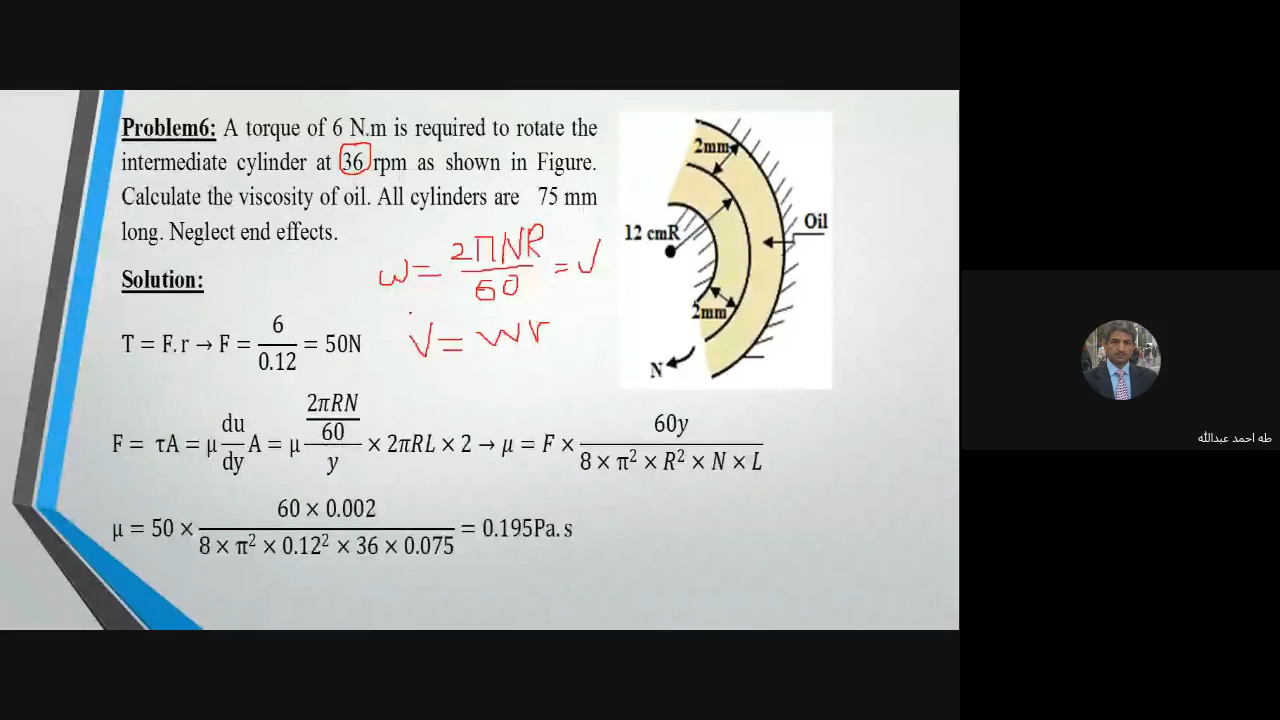 Problem6: A torque of 6 N.m is required to rotate the
intermediate cylinder at 36 rpm as shown in Figure.
Calculate the viscosity of oil. All cylinders are 75 mm
long. Neglect end effects.
ω = 2πNR / 60 = V
Solution:
V = wr
T = F. r → F = 6 / 0.12 = 50N
F = τA = μ du/dy A = μ (2πRN/60)/y × 2πRL × 2 → μ = F × 60y / (8 × π² × R² × N × L)
μ = 50 × (60 × 0.002) / (8 × π² × 0.12² × 36 × 0.075) = 0.195Pa. s
2mm
12 cmR
Oil
2mm
N
طه احمد عبدالله